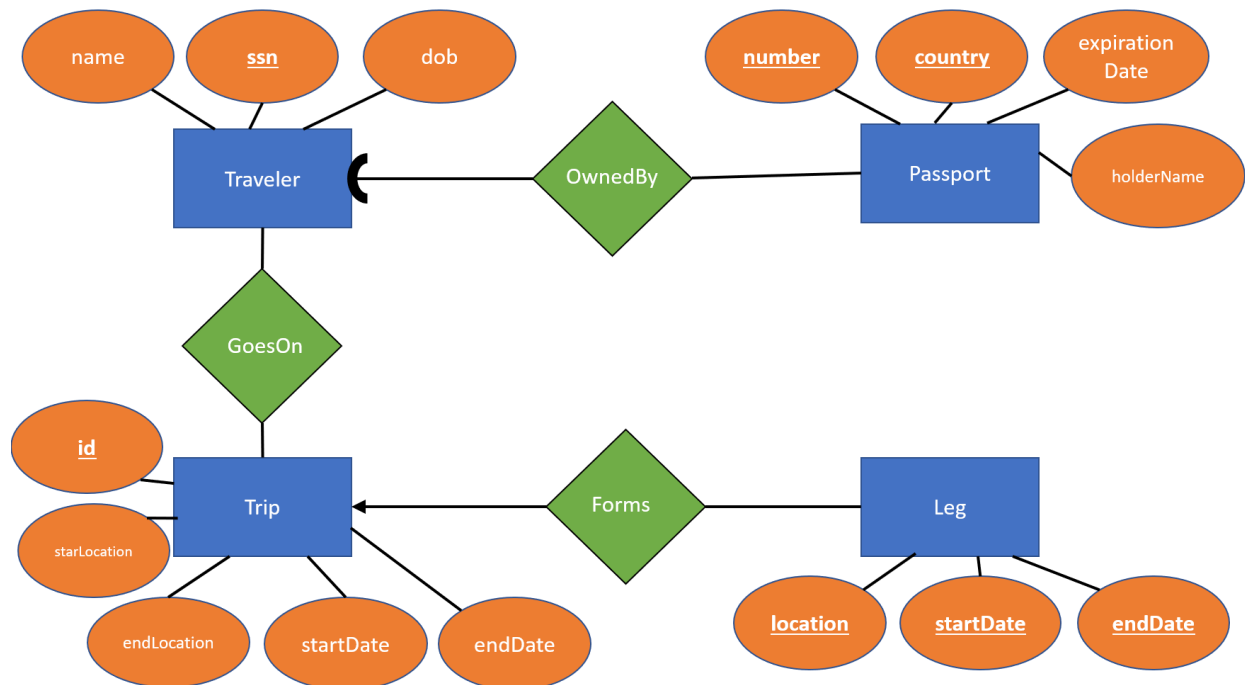 name
ssn
dob
number
country
expiration
Date
Traveler
OwnedBy
Passport
holderName
GoesOn
id
Trip
Forms
Leg
starLocation
endLocation
startDate
endDate
location
startDate
endDate